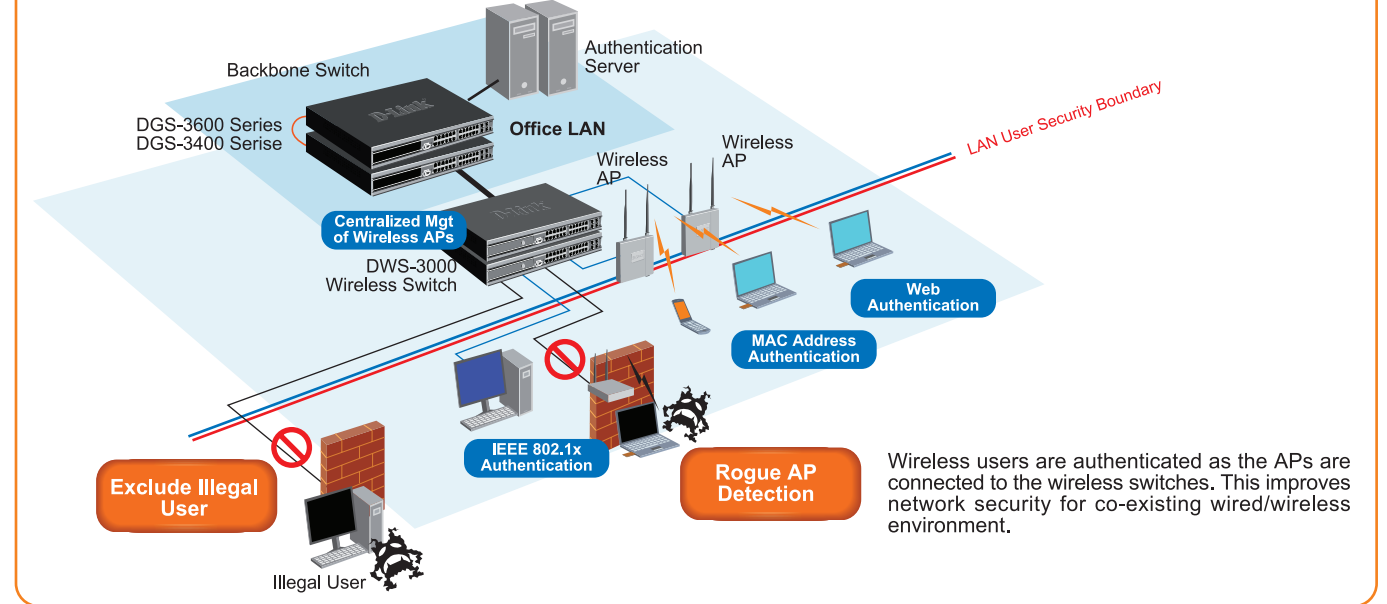 Authentication
Server
Backbone Switch
D-Link
DGS-3600 Series
DGS-3400 Serise
Office LAN
Wireless
AP
Wireless
AP
LAN User Security Boundary
D-Link
Centralized Mgt
of Wireless APs
DWS-3000
Wireless Switch
Web
Authentication
MAC Address
Authentication
IEEE 802.1x
Authentication
Exclude Illegal
User
Rogue AP
Detection
Illegal User
Wireless users are authenticated as the APs are
connected to the wireless switches. This improves
network security for co-existing wired/wireless
environment.